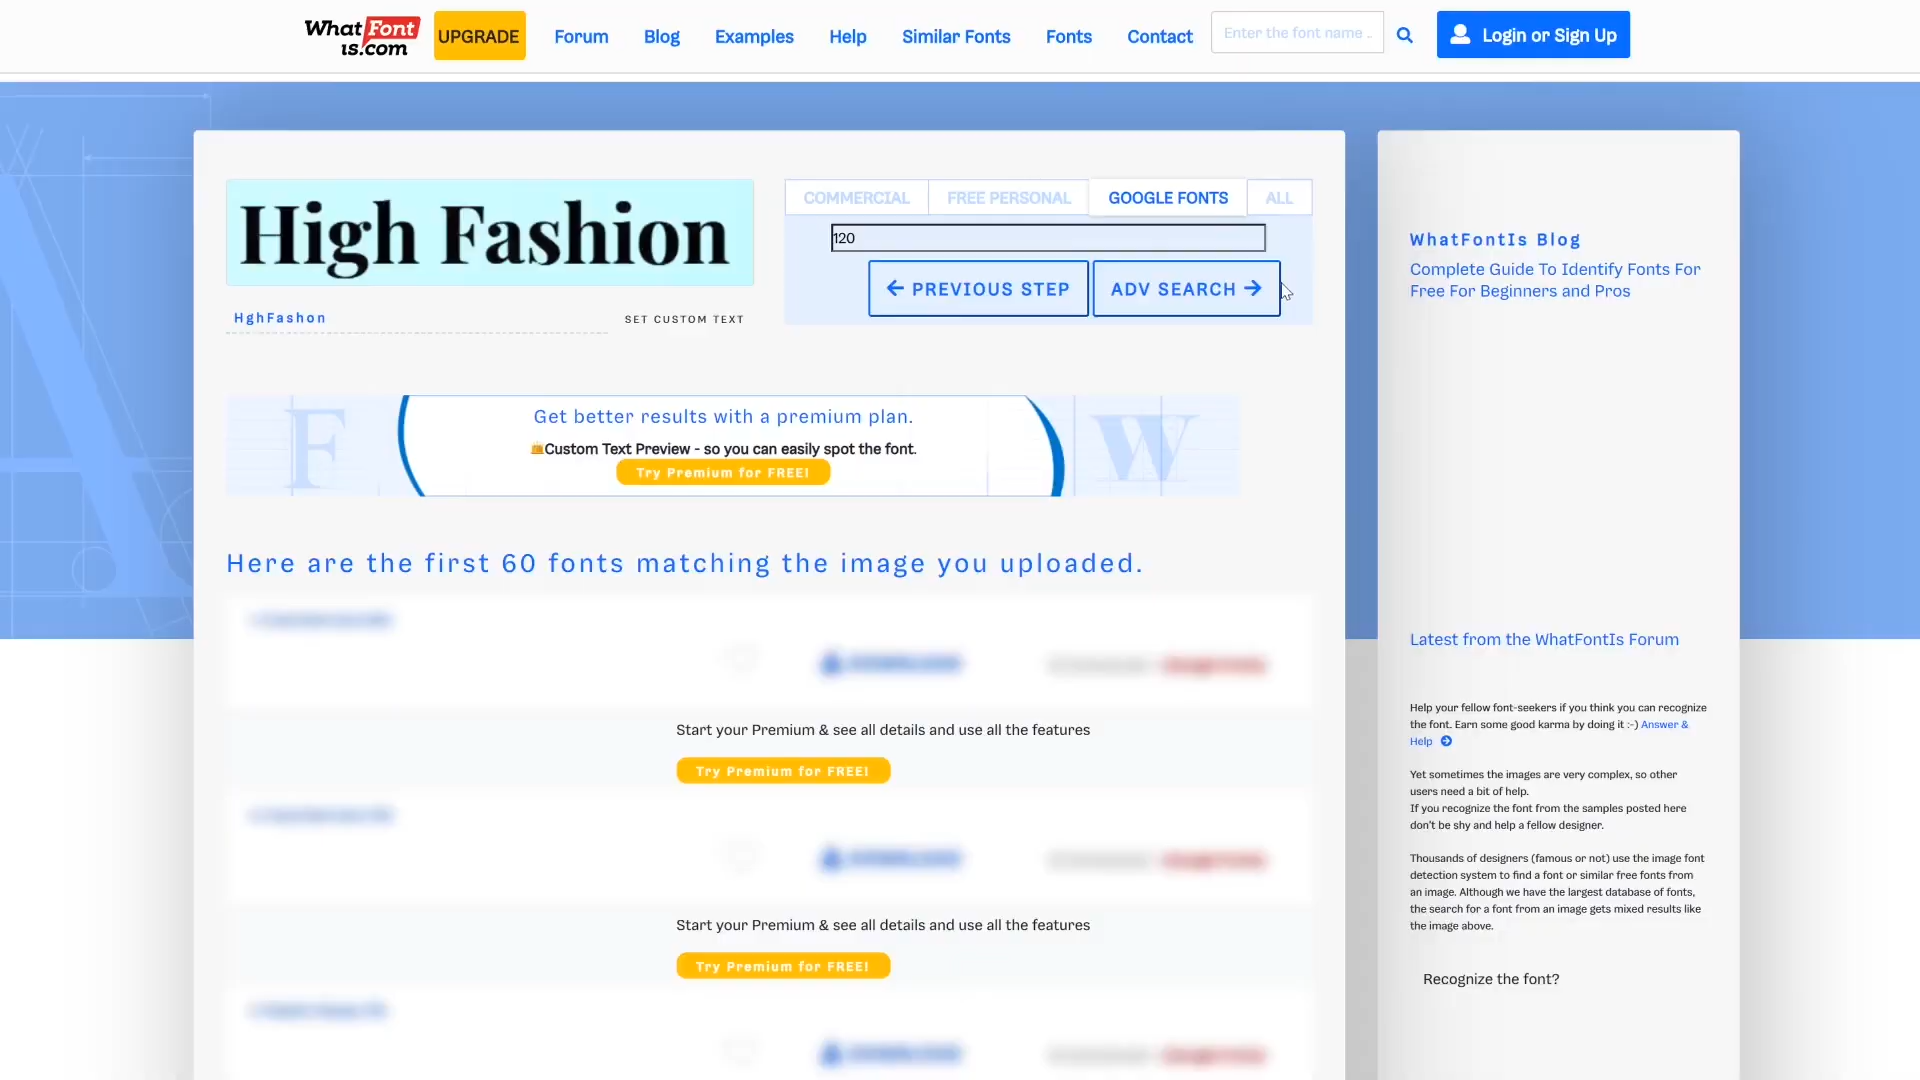 What Font is.com
UPGRADE
Forum
Blog
Examples
Help
Similar Fonts
Fonts
Contact
Enter the font name .
Login or Sign Up
High Fashion
COMMERCIAL
FREE PERSONAL
GOOGLE FONTS
ALL
120
PREVIOUS STEP
ADV SEARCH
HghFashon
SET CUSTOM TEXT
F
Get better results with a premium plan.
Custom Text Preview - so you can easily spot the font.
Try Premium for FREE!
W
Here are the first 60 fonts matching the image you uploaded.
Start your Premium & see all details and use all the features
Try Premium for FREE!
Start your Premium & see all details and use all the features
Try Premium for FREE!
WhatFontIs Blog
Complete Guide To Identify Fonts For
Free For Beginners and Pros
Latest from the WhatFontIs Forum
Help your fellow font-seekers if you think you can recognize
the font. Earn some good karma by doing it :-) Answer &
Help
Yet sometimes the images are very complex, so other
users need a bit of help.
If you recognize the font from the samples posted here
don't be shy and help a fellow designer.
Thousands of designers (famous or not) use the image font
detection system to find a font or similar free fonts from
an image. Although we have the largest database of fonts,
the search for a font from an image gets mixed results like
the image above.
Recognize the font?